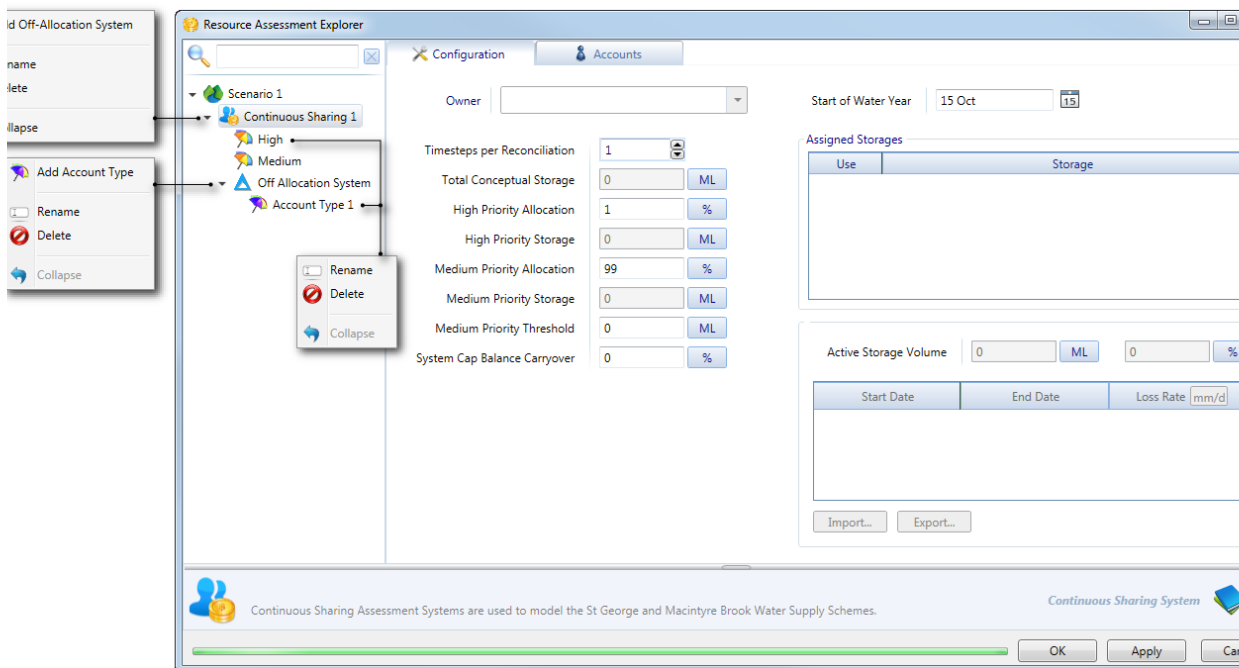 d Off-Allocation System
name
lete
llapse
Add Account Type
Rename
Delete
Collapse
Resource Assessment Explorer
Scenario 1
Continuous Sharing 1
High
Medium
Off Allocation System
Account Type 1
Rename
Delete
Collapse
Configuration
Accounts
Owner
Timesteps per Reconciliation 1
Total Conceptual Storage 0 ML
High Priority Allocation 1 %
High Priority Storage 0 ML
Medium Priority Allocation 99 %
Medium Priority Storage 0 ML
Medium Priority Threshold 0 ML
System Cap Balance Carryover 0 %
Start of Water Year 15 Oct 15
Assigned Storages
Use Storage
Active Storage Volume 0 ML 0 %
Start Date End Date Loss Rate mm/d
Import... Export...
Continuous Sharing Assessment Systems are used to model the St George and Macintyre Brook Water Supply Schemes.
Continuous Sharing System
OK Apply Ca